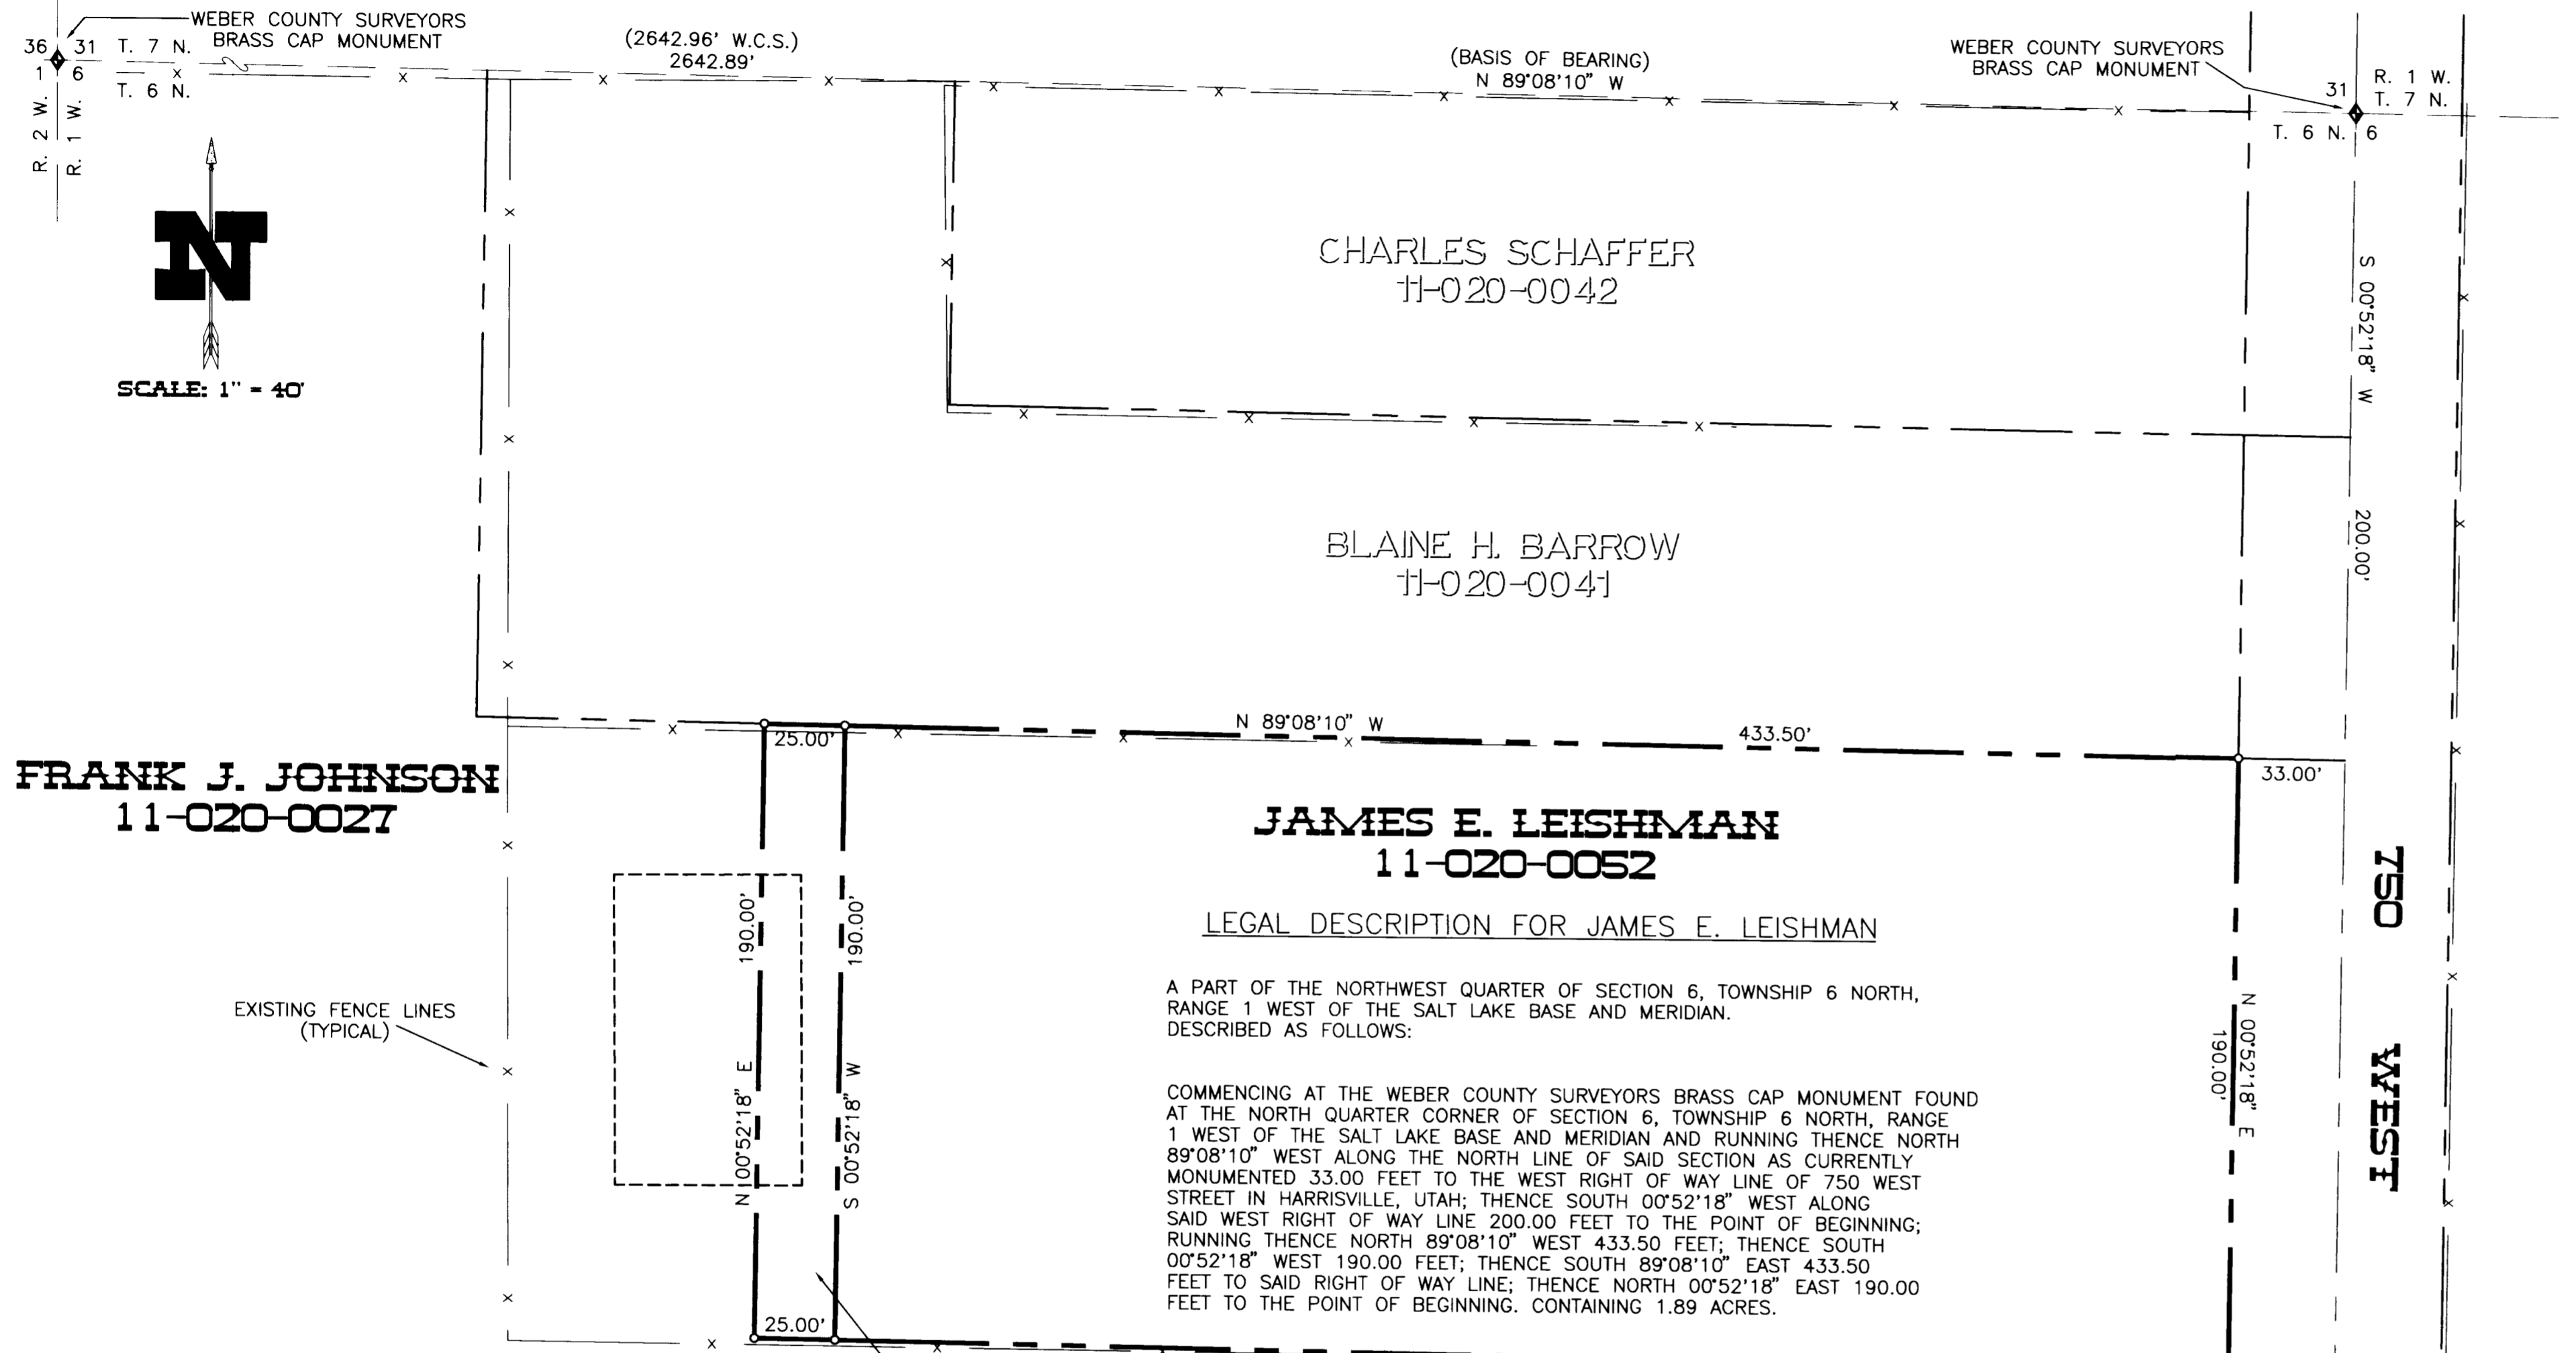 WEBER COUNTY SURVEYORS
BRASS CAP MONUMENT
36 31 T. 7 N.
1 6
T. 6 N.
R. 2 W.
R. 1 W.
(2642.96' W.C.S.)
2642.89'
(BASIS OF BEARING)
N 89°08'10" W
WEBER COUNTY SURVEYORS
BRASS CAP MONUMENT
31
R. 1 W.
T. 7 N.
T. 6 N. 6
N
SCALE: 1" = 40'
CHARLES SCHAFFER
11-020-0042
S 00°52'18" W
200.00'
BLAINE H. BARROW
11-020-0041
N 89°08'10" W
433.50'
25.00'
33.00'
FRANK J. JOHNSON
11-020-0027
JAMES E. LEISHMAN
11-020-0052
750 WEST
190.00'
190.00'
N 00°52'18" E
S 00°52'18" W
N 00°52'18" E
190.00'
EXISTING FENCE LINES
(TYPICAL)
LEGAL DESCRIPTION FOR JAMES E. LEISHMAN
A PART OF THE NORTHWEST QUARTER OF SECTION 6, TOWNSHIP 6 NORTH,
RANGE 1 WEST OF THE SALT LAKE BASE AND MERIDIAN.
DESCRIBED AS FOLLOWS:
COMMENCING AT THE WEBER COUNTY SURVEYORS BRASS CAP MONUMENT FOUND
AT THE NORTH QUARTER CORNER OF SECTION 6, TOWNSHIP 6 NORTH, RANGE
1 WEST OF THE SALT LAKE BASE AND MERIDIAN AND RUNNING THENCE NORTH
89°08'10" WEST ALONG THE NORTH LINE OF SAID SECTION AS CURRENTLY
MONUMENTED 33.00 FEET TO THE WEST RIGHT OF WAY LINE OF 750 WEST
STREET IN HARRISVILLE, UTAH; THENCE SOUTH 00°52'18" WEST ALONG
SAID WEST RIGHT OF WAY LINE 200.00 FEET TO THE POINT OF BEGINNING;
RUNNING THENCE NORTH 89°08'10" WEST 433.50 FEET; THENCE SOUTH
00°52'18" WEST 190.00 FEET; THENCE SOUTH 89°08'10" EAST 433.50
FEET TO SAID RIGHT OF WAY LINE; THENCE NORTH 00°52'18" EAST 190.00
FEET TO THE POINT OF BEGINNING. CONTAINING 1.89 ACRES.
25.00'